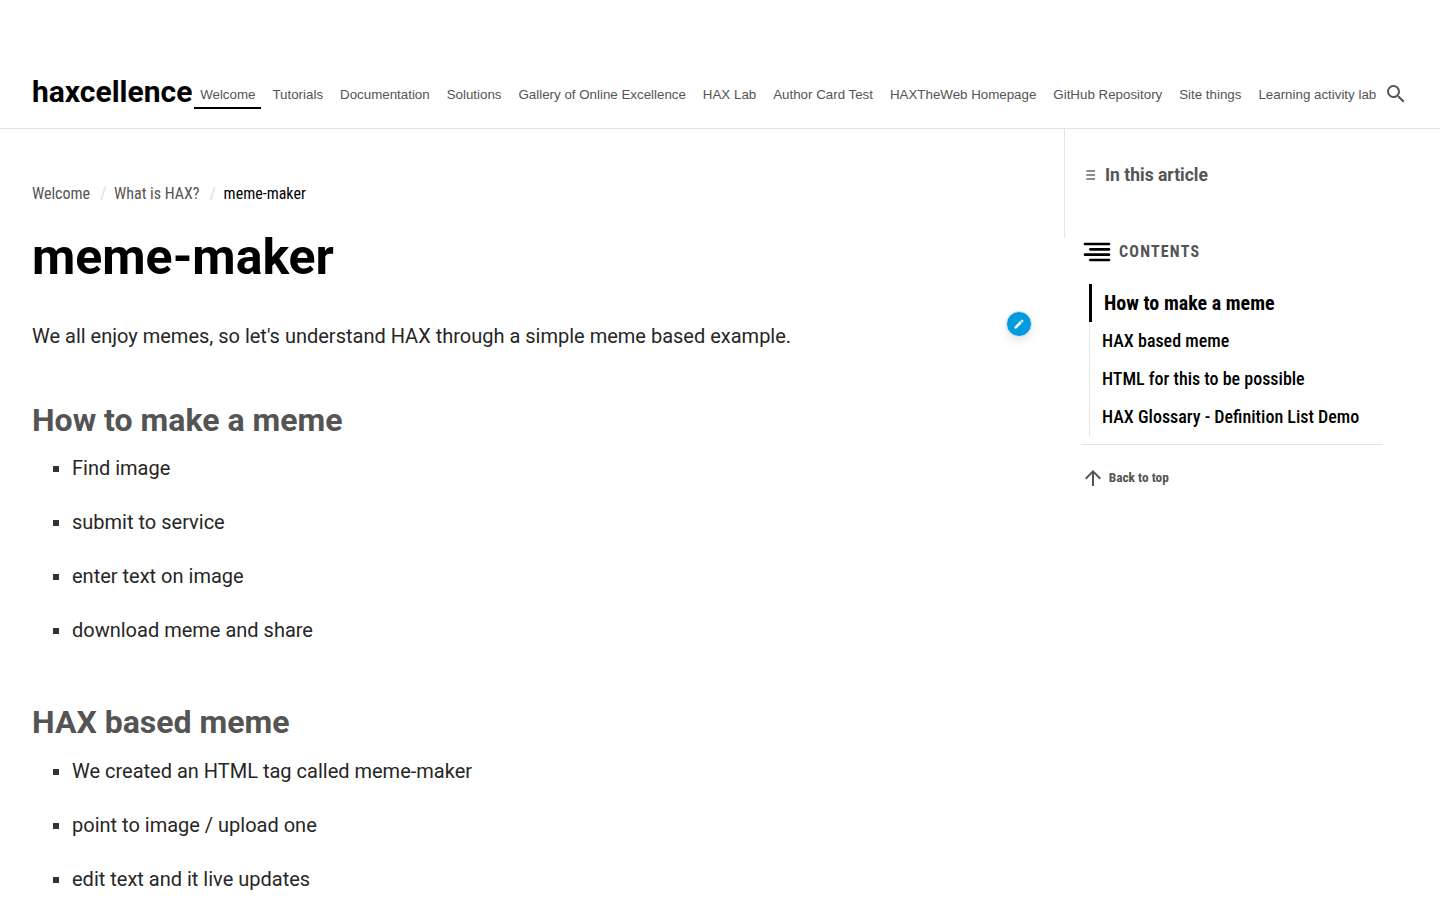 haxcellence Welcome Tutorials Documentation Solutions Gallery of Online Excellence HAX Lab Author Card Test HAXTheWeb Homepage GitHub Repository Site things Learning activity lab
Welcome / What is HAX? / meme-maker
meme-maker
We all enjoy memes, so let's understand HAX through a simple meme based example.
How to make a meme
Find image
submit to service
enter text on image
download meme and share
HAX based meme
We created an HTML tag called meme-maker
point to image / upload one
edit text and it live updates
In this article
CONTENTS
How to make a meme
HAX based meme
HTML for this to be possible
HAX Glossary - Definition List Demo
Back to top